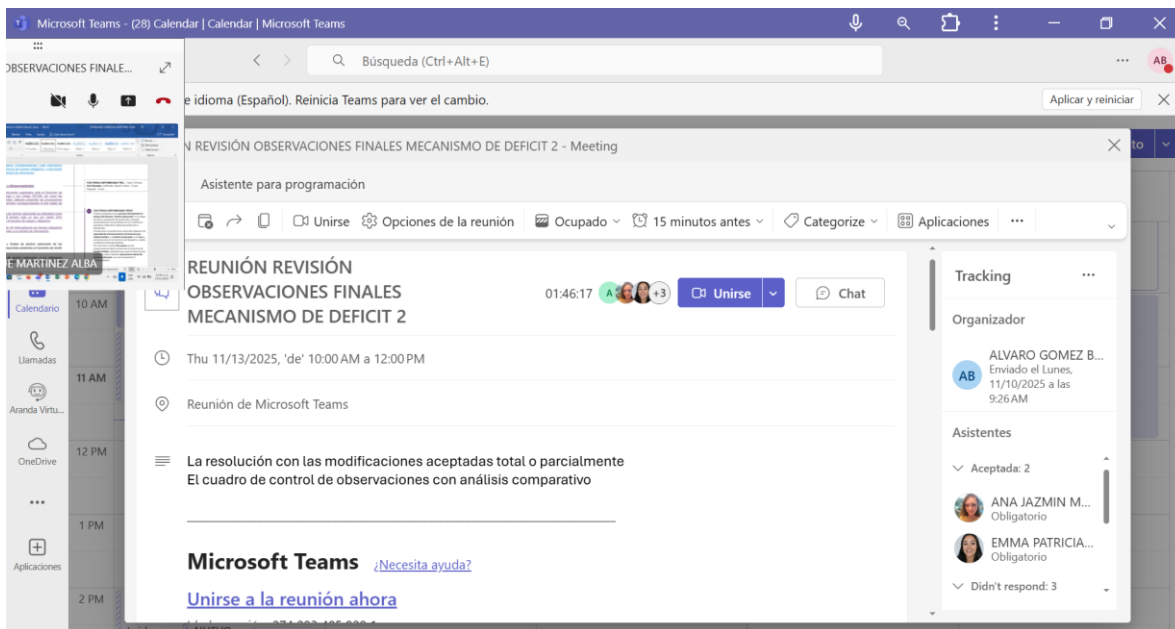 Microsoft Teams - (28) Calendar | Calendar | Microsoft Teams
OBSERVACIONES FINALE...
Búsqueda (Ctrl+Alt+E)
AB
e idioma (Español). Reinicia Teams para ver el cambio.
Aplicar y reiniciar
N REVISIÓN OBSERVACIONES FINALES MECANISMO DE DEFICIT 2 - Meeting
to
Asistente para programación
Unirse
Opciones de la reunión
Ocupado
15 minutos antes
Categorize
Aplicaciones
E MARTINEZ ALBA
REUNIÓN REVISIÓN
OBSERVACIONES FINALES
MECANISMO DE DEFICIT 2
01:46:17
A
+3
Unirse
Chat
Thu 11/13/2025, 'de' 10:00 AM a 12:00 PM
Reunión de Microsoft Teams
La resolución con las modificaciones aceptadas total o parcialmente
El cuadro de control de observaciones con análisis comparativo
Microsoft Teams ¿Necesita ayuda?
Unirse a la reunión ahora
Tracking
Organizador
AB
ALVARO GOMEZ B...
Enviado el Lunes,
11/10/2025 a las
9:26 AM
Asistentes
Aceptada: 2
ANA JAZMIN M...
Obligatorio
EMMA PATRICIA...
Obligatorio
Didn't respond: 3
Calendario
Llamadas
Aranda Virtu...
OneDrive
Aplicaciones
10 AM
11 AM
12 PM
1 PM
2 PM